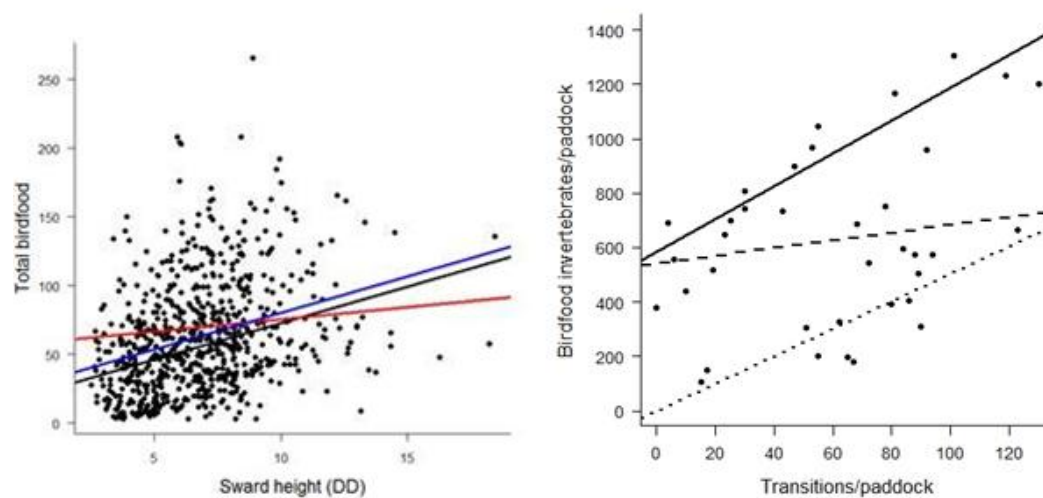 Total birdfood
250
200
150
100
50
0
5 10 15
Sward height (DD)
Birdfood invertebrates/paddock
1400
1200
1000
800
600
400
200
0
0 20 40 60 80 100 120
Transitions/paddock